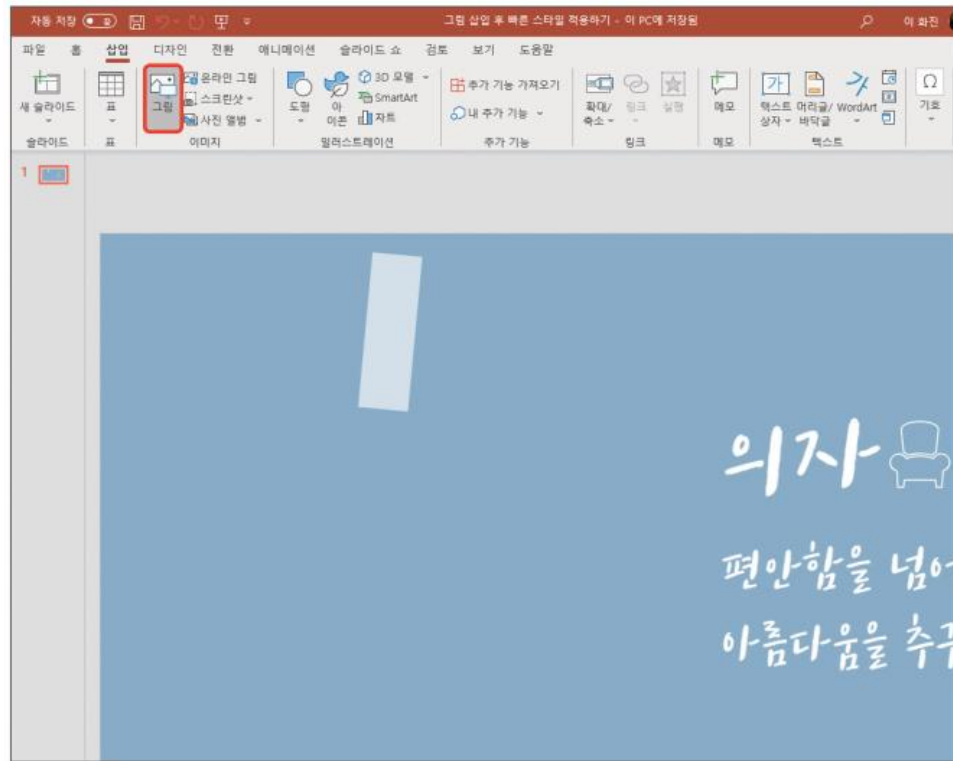 자동 저장
그림 삽입 후 빠른 스타일 적용하기 - 이 PC에 저장됨
이 화진
파일 홈 삽입 디자인 전환 애니메이션 슬라이드 쇼 검토 보기 도움말
새 슬라이드
표
그림
온라인 그림
스크린샷
사진 앨범
도형
아이콘
3D 모델
SmartArt
차트
추가 기능 가져오기
내 추가 기능
확대/
축소
링크
실행
메모
가
텍스트
상자
머리글/
바닥글
WordArt
Ω
기호
슬라이드 표 이미지 일러스트레이션 추가 기능 링크 메모 텍스트
1
의자
편안함을 넘어
아름다움을 추구